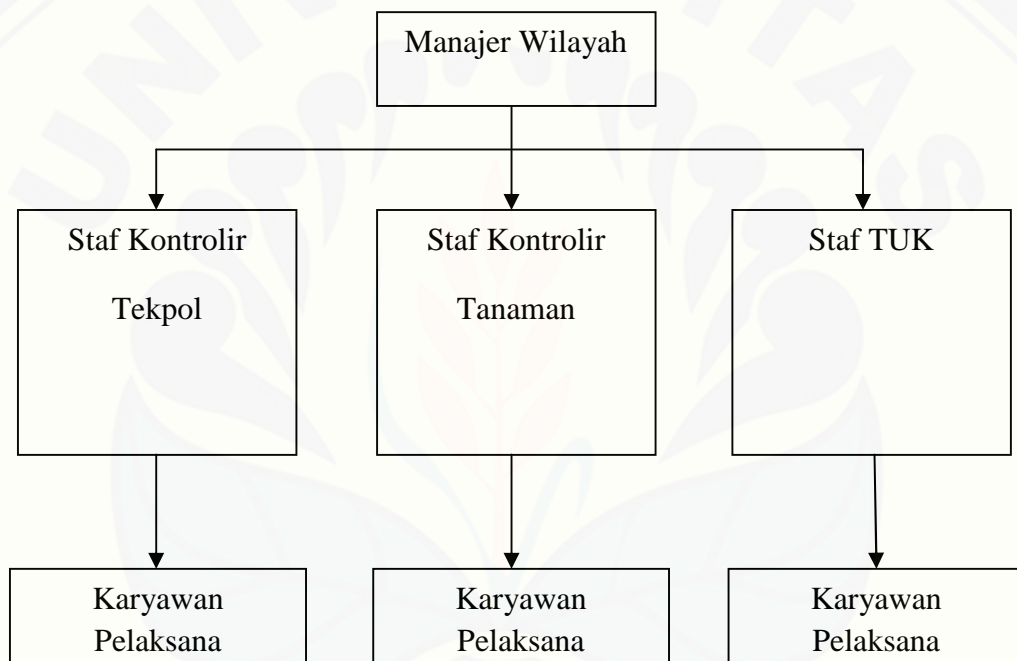 Manajer Wilayah
Staf Kontrolir
Tekpol
Staf Kontrolir
Tanaman
Staf TUK
Karyawan
Pelaksana
Karyawan
Pelaksana
Karyawan
Pelaksana